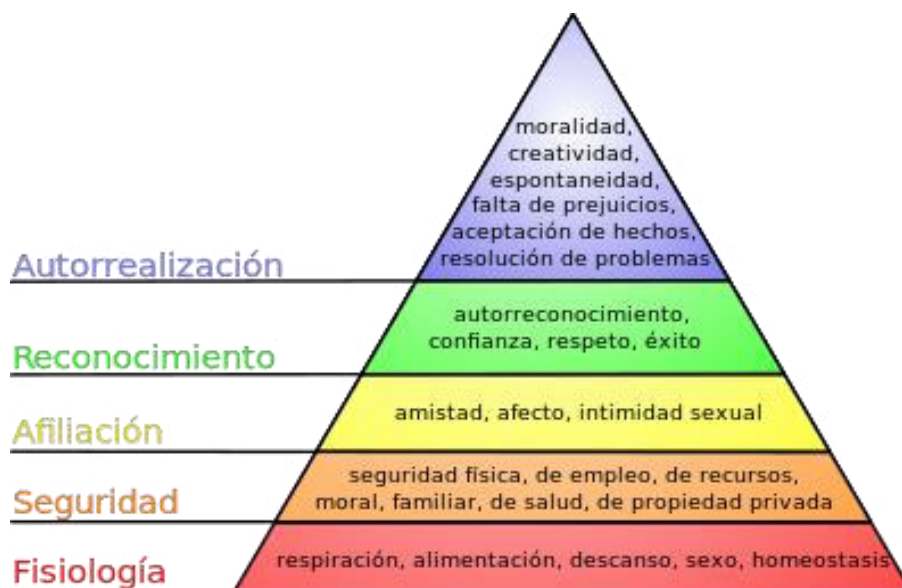 moralidad,
creatividad,
espontaneidad,
falta de prejuicios,
aceptación de hechos,
resolución de problemas
Autorrealización
autorreconocimiento,
confianza, respeto, éxito
Reconocimiento
amistad, afecto, intimidad sexual
Afiliación
seguridad física, de empleo, de recursos,
moral, familiar, de salud, de propiedad privada
Seguridad
respiración, alimentación, descanso, sexo, homeostasis
Fisiología